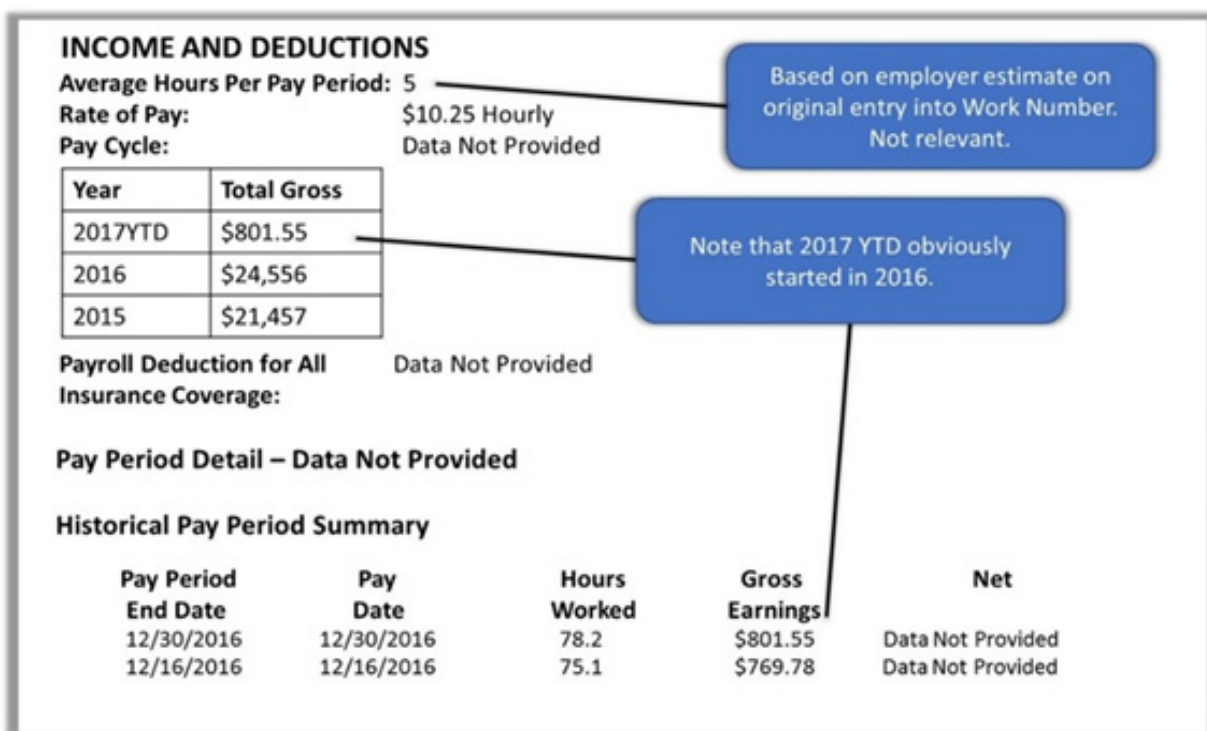 INCOME AND DEDUCTIONS
Average Hours Per Pay Period: 5
Rate of Pay: $10.25 Hourly
Pay Cycle: Data Not Provided
Based on employer estimate on
original entry into Work Number.
Not relevant.
Year Total Gross
2017YTD $801.55
2016 $24,556
2015 $21,457
Note that 2017 YTD obviously
started in 2016.
Payroll Deduction for All Data Not Provided
Insurance Coverage:
Pay Period Detail – Data Not Provided
Historical Pay Period Summary
Pay Period Pay Hours Gross Net
End Date Date Worked Earnings
12/30/2016 12/30/2016 78.2 $801.55 Data Not Provided
12/16/2016 12/16/2016 75.1 $769.78 Data Not Provided